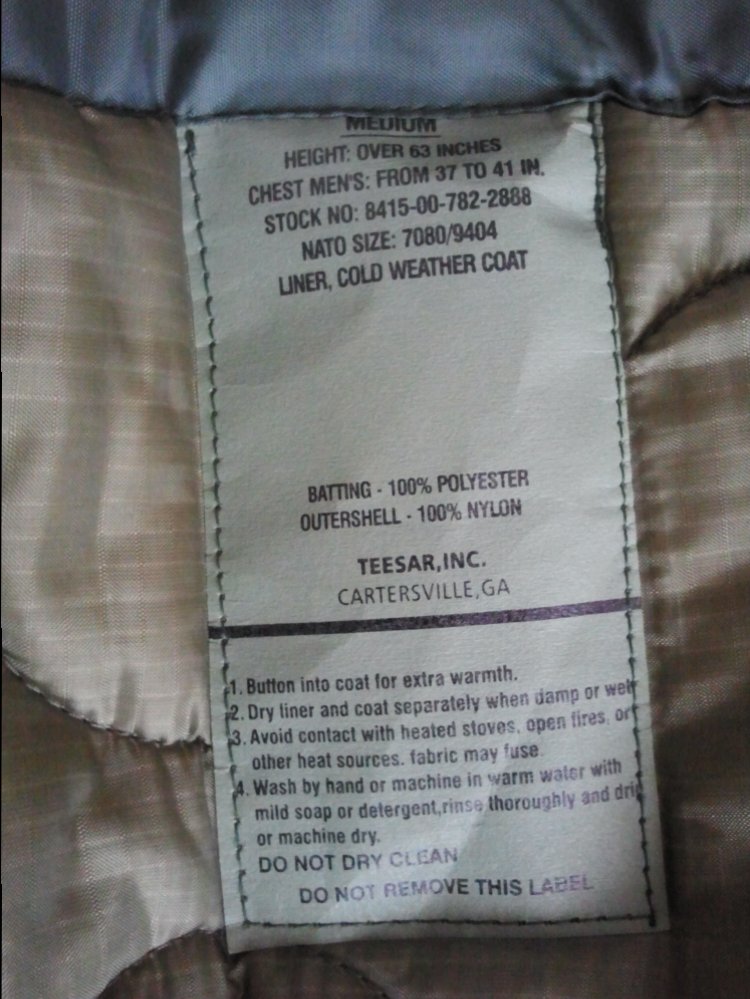 MEDIUM
HEIGHT: OVER 63 INCHES
CHEST MEN'S: FROM 37 TO 41 IN.
STOCK NO: 8415-00-782-2888
NATO SIZE: 7080/9404
LINER, COLD WEATHER COAT
BATTING - 100% POLYESTER
OUTERSHELL - 100% NYLON
TEESAR,INC.
CARTERSVILLE,GA
1. Button into coat for extra warmth.
2. Dry liner and coat separately when damp or wet
3. Avoid contact with heated stoves, open fires, or
other heat sources. fabric may fuse.
4. Wash by hand or machine in warm water with
mild soap or detergent,rinse thoroughly and drip
or machine dry.
DO NOT DRY CLEAN
DO NOT REMOVE THIS LABEL